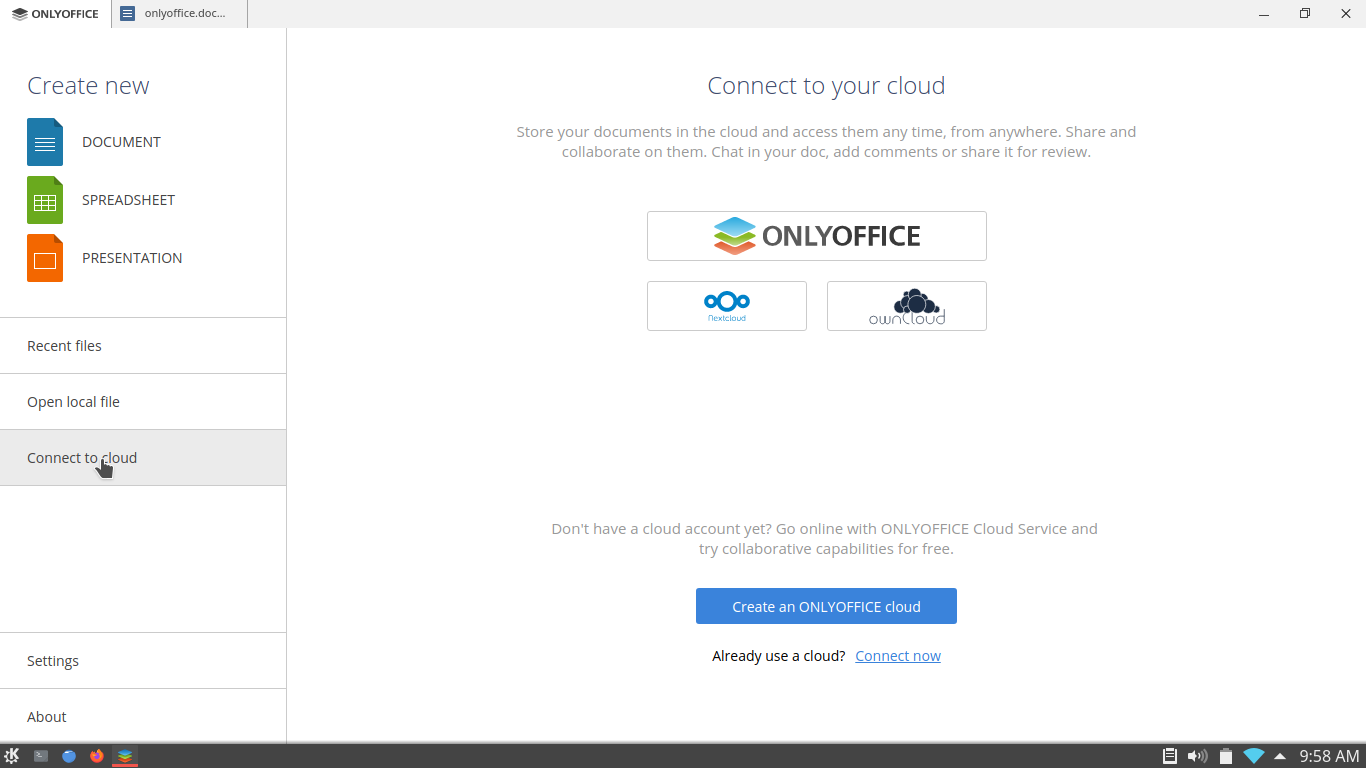 ONLYOFFICE
onlyoffice.doc...
Create new
DOCUMENT
SPREADSHEET
PRESENTATION
Recent files
Open local file
Connect to cloud
Settings
About
Connect to your cloud
Store your documents in the cloud and access them any time, from anywhere. Share and
collaborate on them. Chat in your doc, add comments or share it for review.
ONLYOFFICE
Nextcloud
ownCloud
Don't have a cloud account yet? Go online with ONLYOFFICE Cloud Service and
try collaborative capabilities for free.
Create an ONLYOFFICE cloud
Already use a cloud? Connect now
9:58 AM